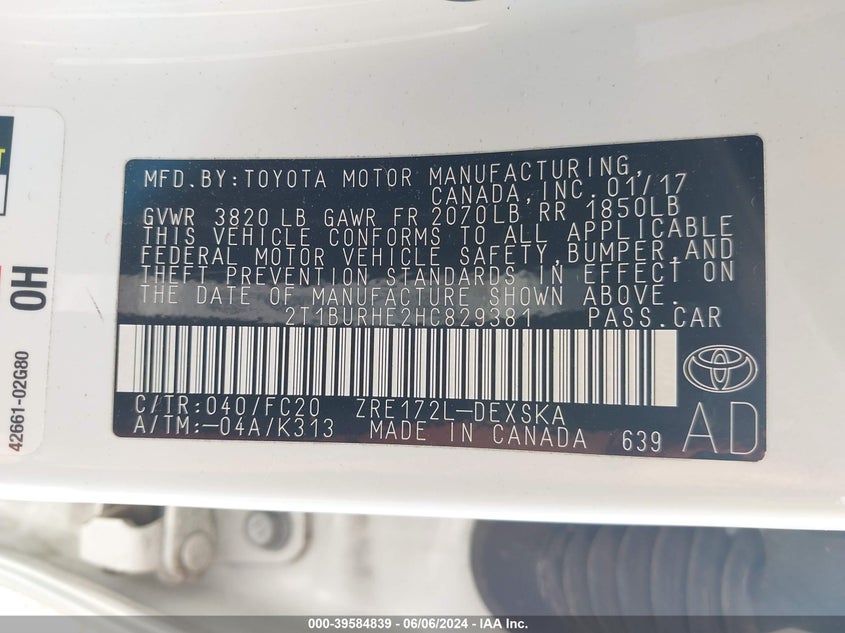 MFD.BY:TOYOTA MOTOR MANUFACTURING,
CANADA,INC. 01/17
GVWR 3820 LB GAWR FR 2070LB RR 1850LB
THIS VEHICLE CONFORMS TO ALL APPLICABLE
FEDERAL MOTOR VEHICLE SAFETY,BUMPER,AND
THEFT PREVENTION STANDARDS IN EFFECT ON
THE DATE OF MANUFACTURE SHOWN ABOVE.
2T1BURHE2HC829381 PASS.CAR
C/TR:040/FC20 ZRE172L-DEXSKA
A/TM:-04A/K313 MADE IN CANADA 639
AD
OH
42661-02G80
000-39584839 - 06/06/2024 - IAA Inc.